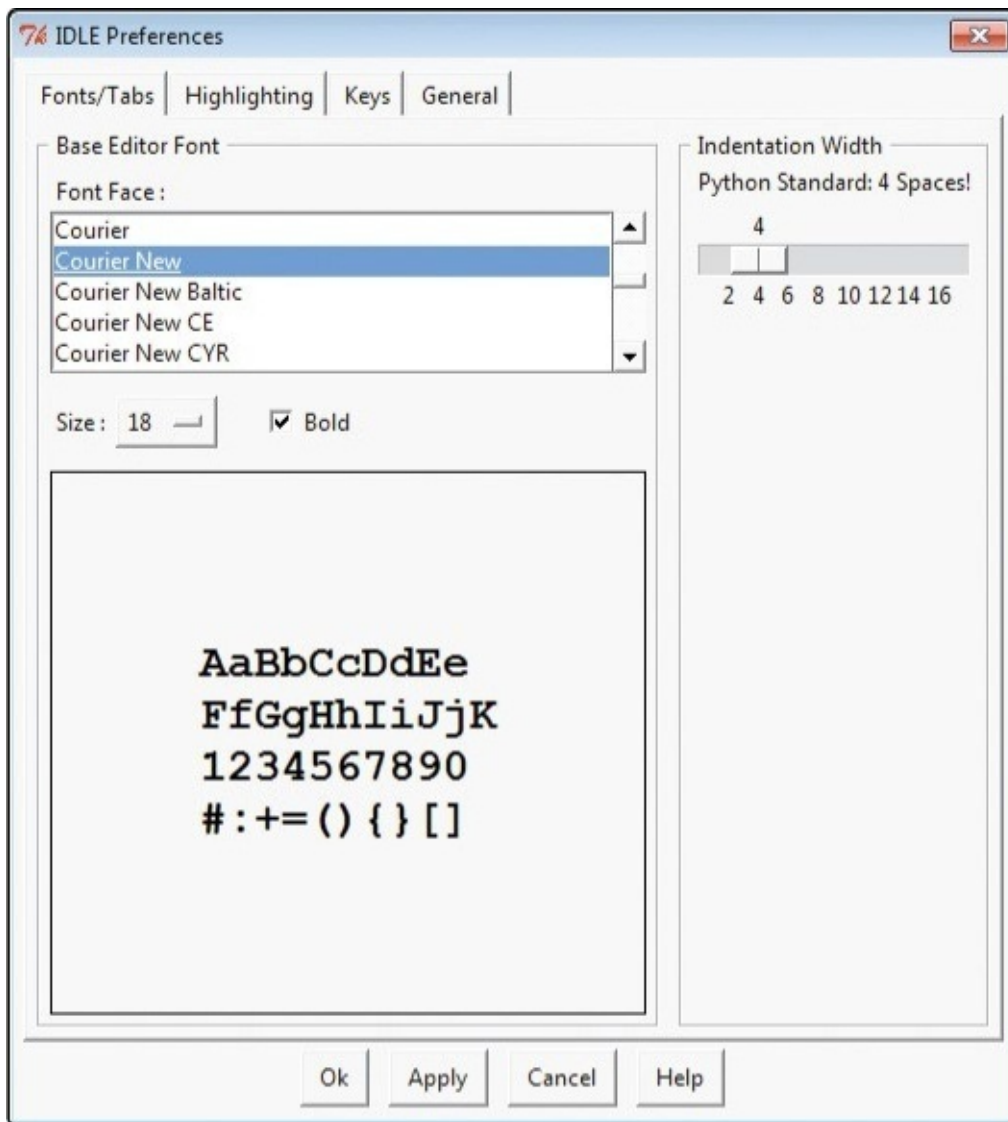 IDLE Preferences
Fonts/Tabs Highlighting Keys General
Base Editor Font
Font Face :
Courier
Courier New
Courier New Baltic
Courier New CE
Courier New CYR
Size : 18 Bold
AaBbCcDdEe
FfGgHhIiJjK
1234567890
#:+=(){}[]
Indentation Width
Python Standard: 4 Spaces!
4
2 4 6 8 10 12 14 16
Ok Apply Cancel Help